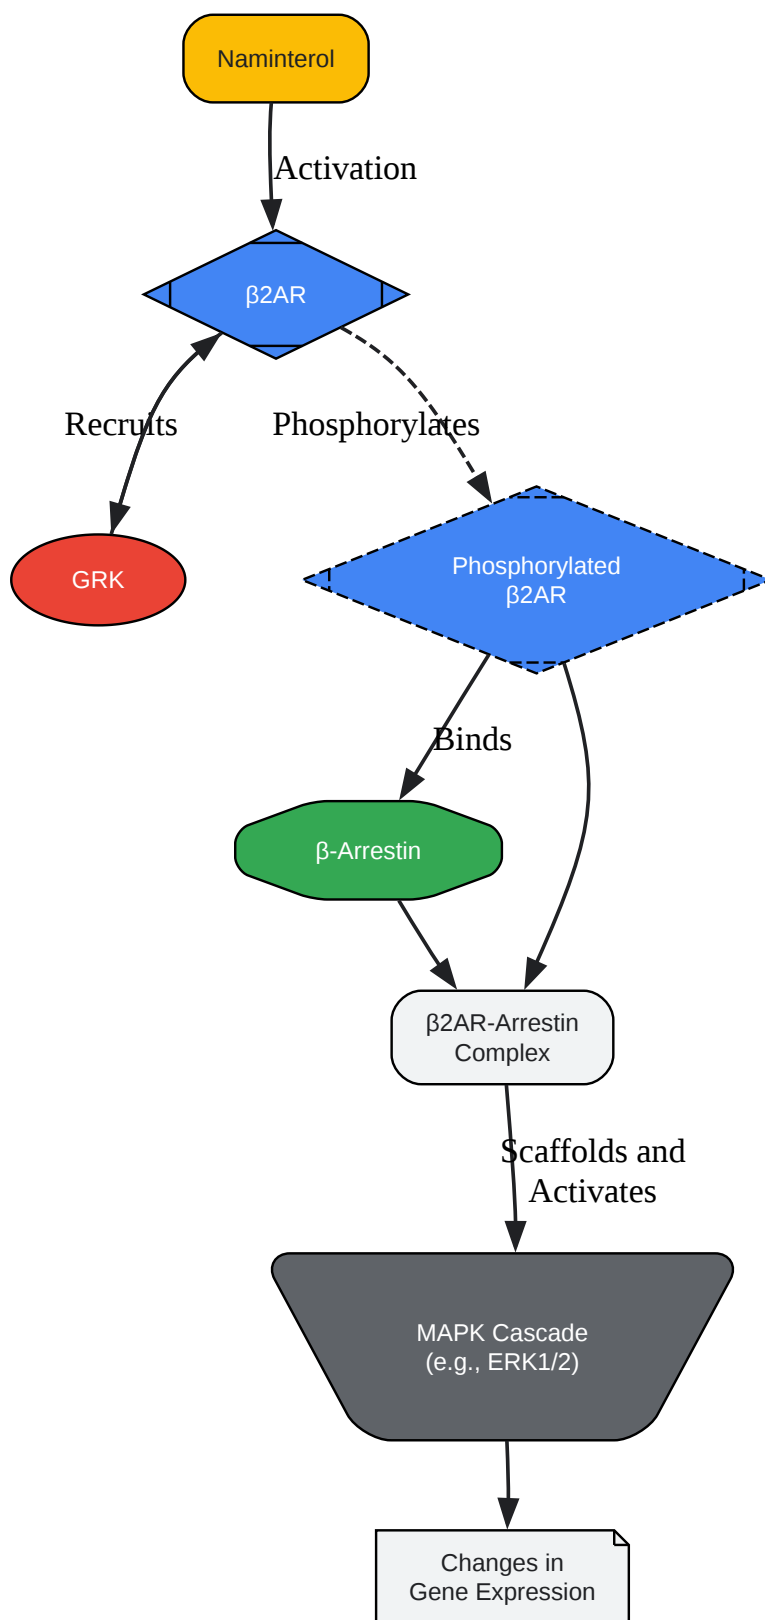 Naminterol
Activation
β2AR
Recruits
Phosphorylates
GRK
Phosphorylated
β2AR
Binds
β-Arrestin
β2AR-Arrestin
Complex
Scaffolds and
Activates
MAPK Cascade
(e.g., ERK1/2)
Changes in
Gene Expression